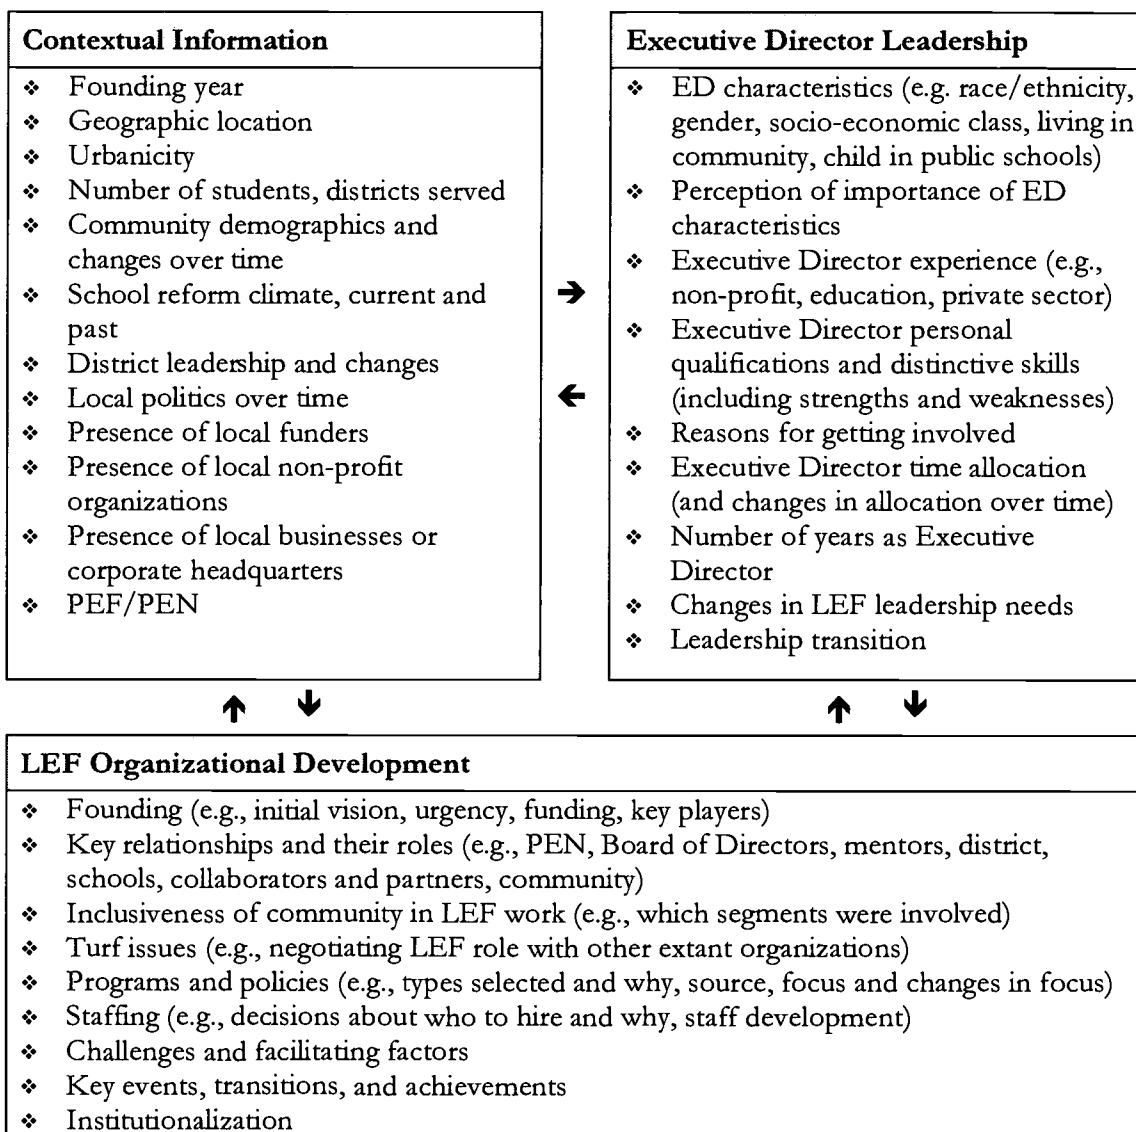 Contextual Information
❖ Founding year
❖ Geographic location
❖ Urbanicity
❖ Number of students, districts served
❖ Community demographics and
changes over time
❖ School reform climate, current and
past
❖ District leadership and changes
❖ Local politics over time
❖ Presence of local funders
❖ Presence of local non-profit
organizations
❖ Presence of local businesses or
corporate headquarters
❖ PEF/PEN
Executive Director Leadership
❖ ED characteristics (e.g. race/ethnicity,
gender, socio-economic class, living in
community, child in public schools)
❖ Perception of importance of ED
characteristics
❖ Executive Director experience (e.g.,
non-profit, education, private sector)
❖ Executive Director personal
qualifications and distinctive skills
(including strengths and weaknesses)
❖ Reasons for getting involved
❖ Executive Director time allocation
(and changes in allocation over time)
❖ Number of years as Executive
Director
❖ Changes in LEF leadership needs
❖ Leadership transition
LEF Organizational Development
❖ Founding (e.g., initial vision, urgency, funding, key players)
❖ Key relationships and their roles (e.g., PEN, Board of Directors, mentors, district,
schools, collaborators and partners, community)
❖ Inclusiveness of community in LEF work (e.g., which segments were involved)
❖ Turf issues (e.g., negotiating LEF role with other extant organizations)
❖ Programs and policies (e.g., types selected and why, source, focus and changes in focus)
❖ Staffing (e.g., decisions about who to hire and why, staff development)
❖ Challenges and facilitating factors
❖ Key events, transitions, and achievements
❖ Institutionalization